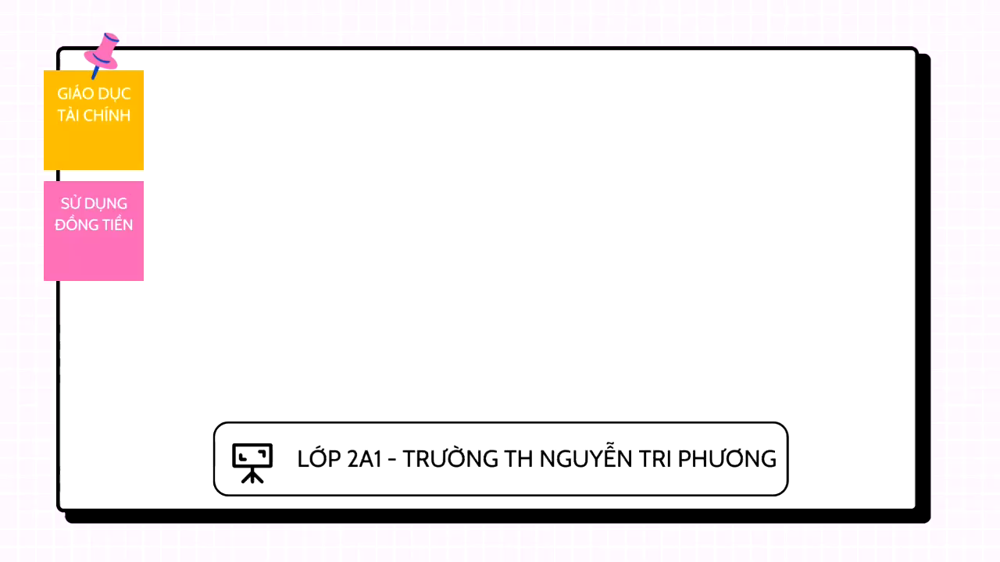 GIÁO DỤC
TÀI CHÍNH
SỬ DỤNG
ĐỒNG TIỀN
LỚP 2A1 - TRƯỜNG TH NGUYỄN TRI PHƯƠNG